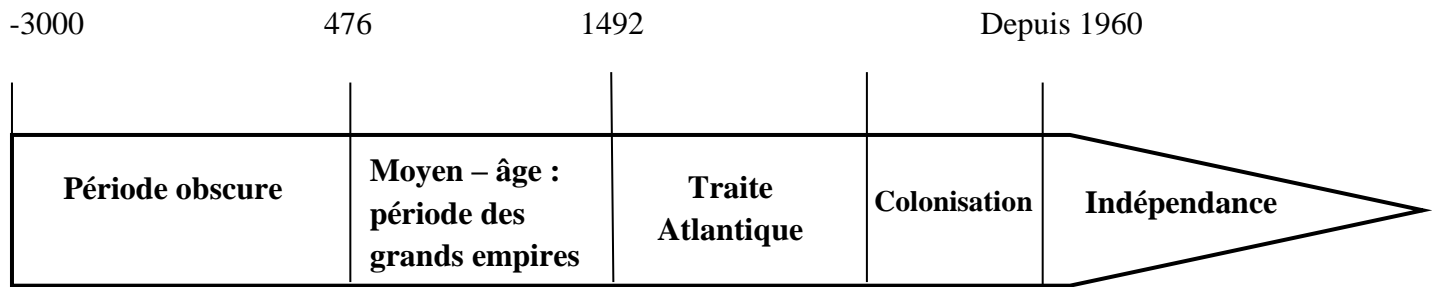 -3000 476 1492 Depuis 1960
Période obscure
Moyen – âge :
période des
grands empires
Traite
Atlantique
Colonisation
Indépendance